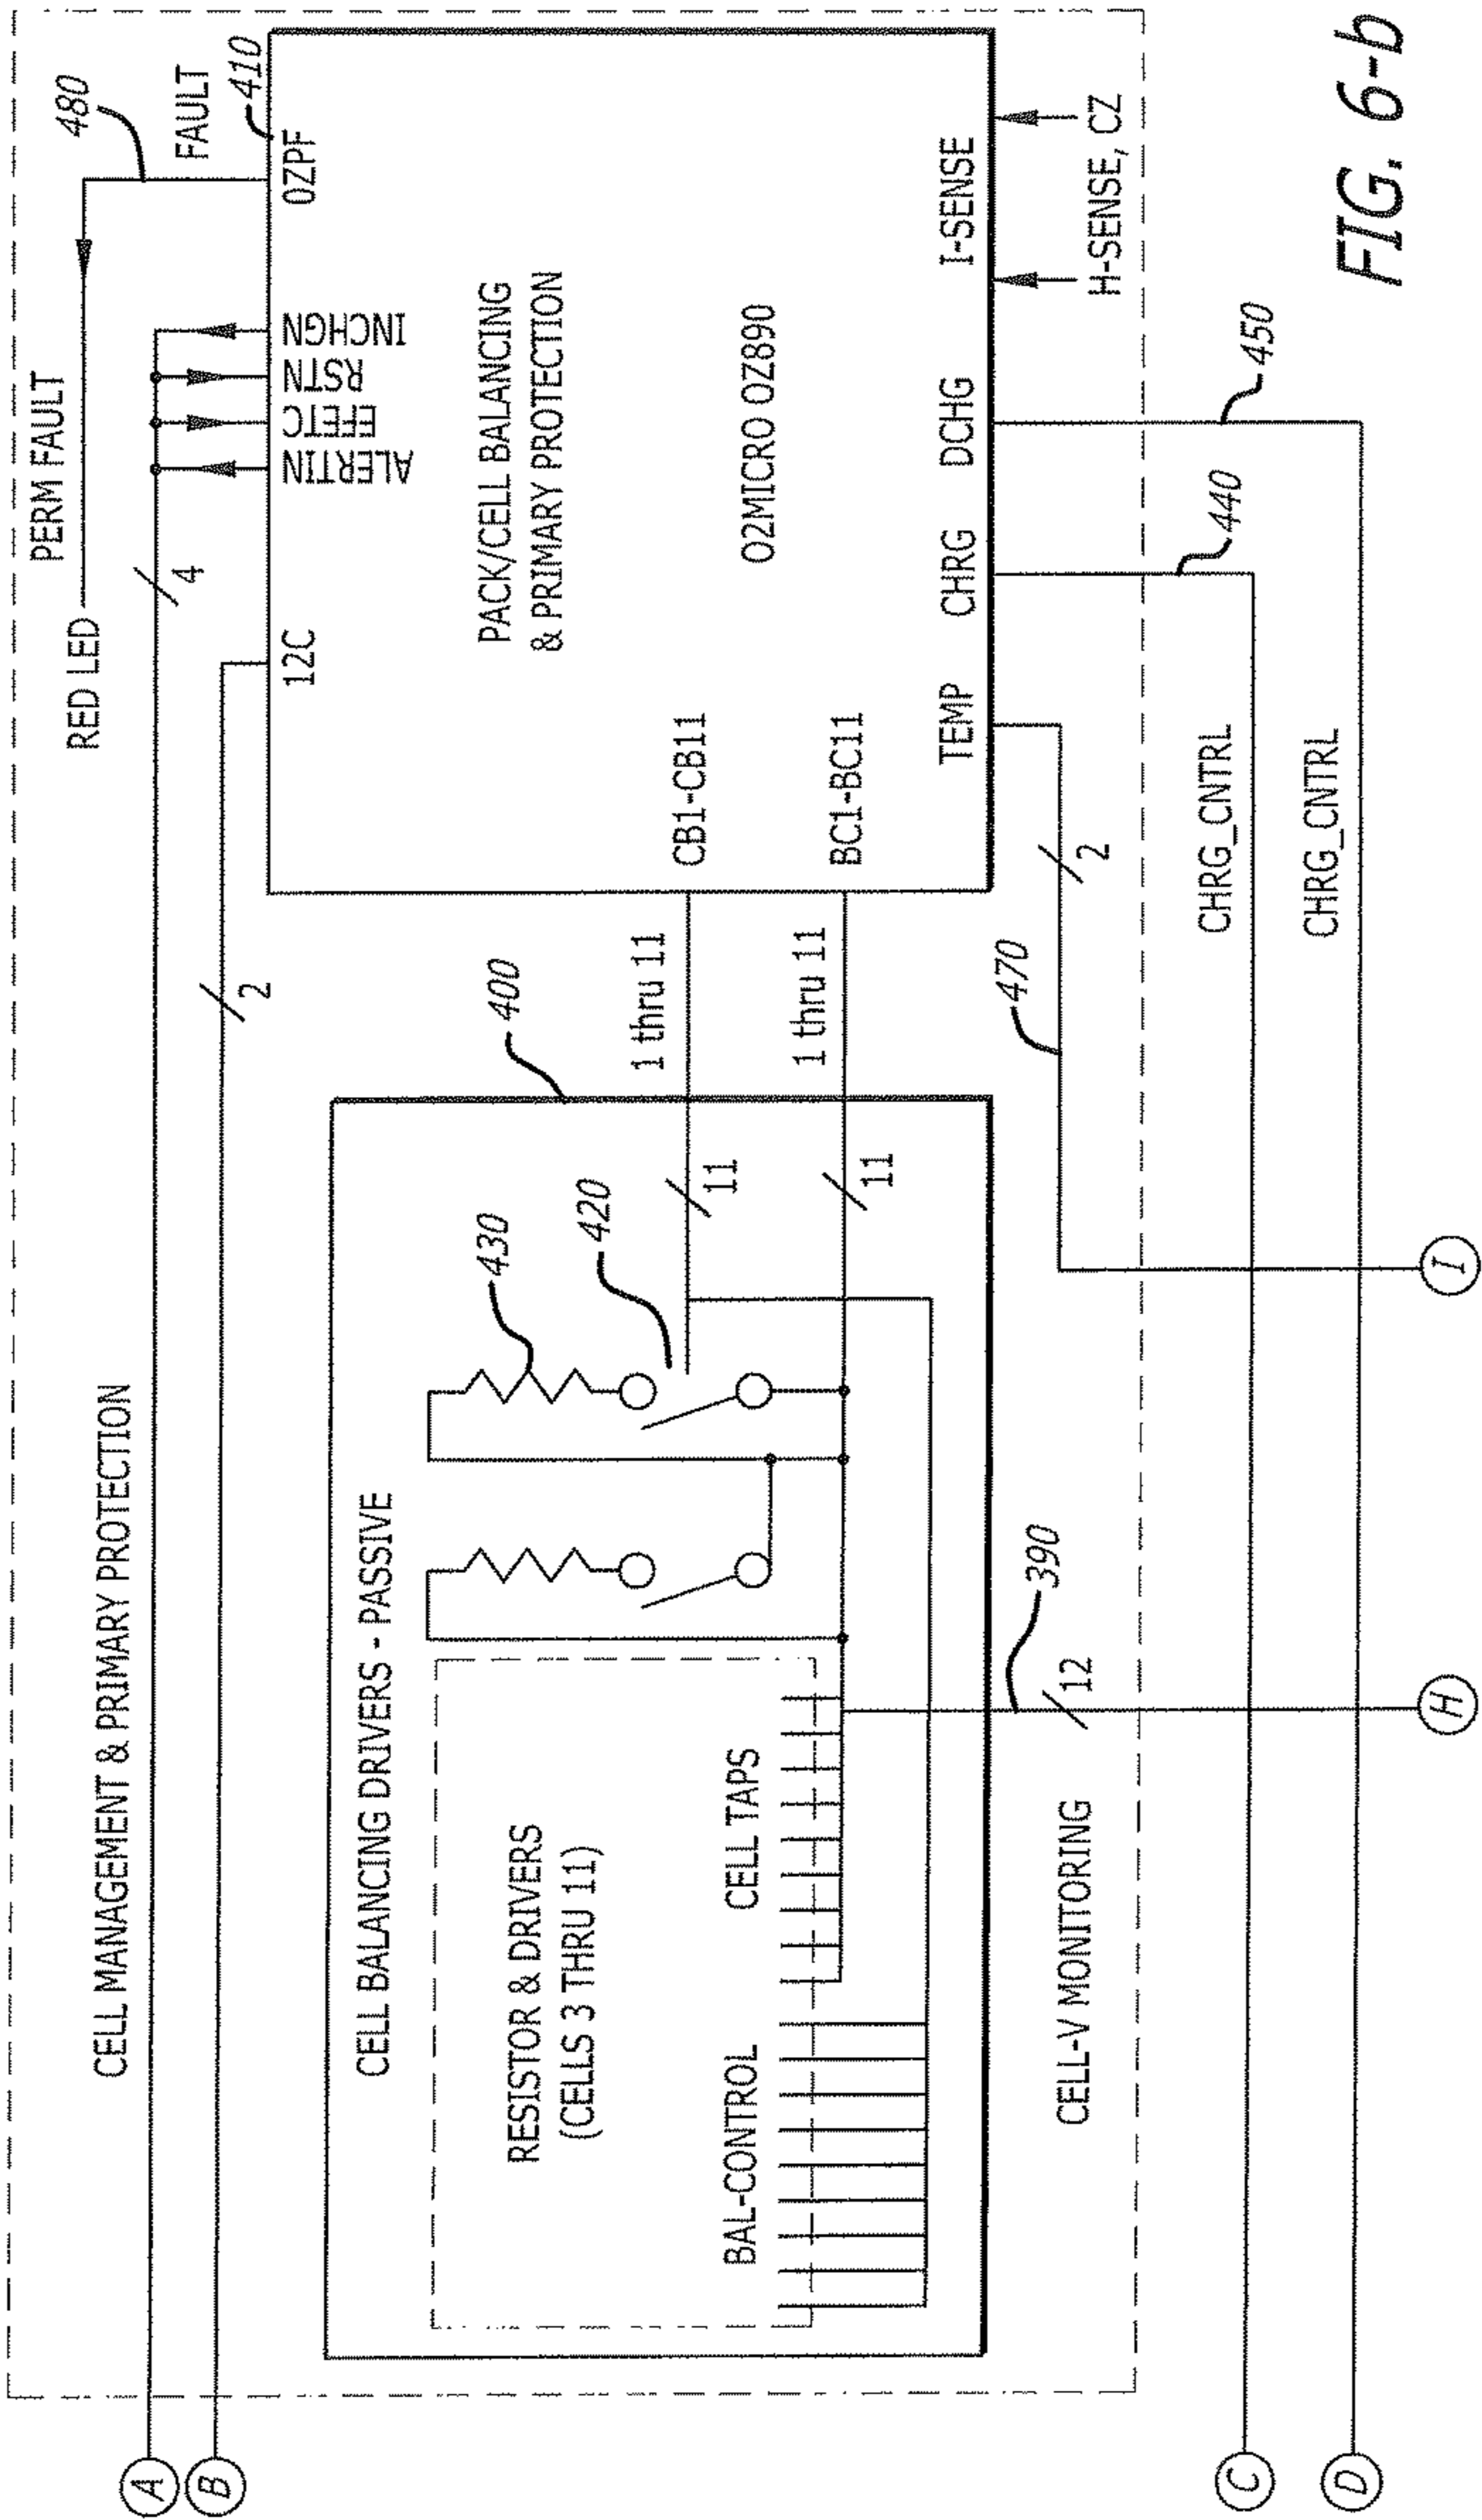 CELL MANAGEMENT & PRIMARY PROTECTION
RED LED
PERM FAULT
480
FAULT
410
A
B
4
2
12C
ALERTIN
EFETC
RSTN
INCHGN
OZPF
PACK/CELL BALANCING
& PRIMARY PROTECTION
O2MICRO OZ890
CB1-CB11
BC1-BC11
TEMP
CHRG
DCHG
I-SENSE
H-SENSE, CZ
CELL BALANCING DRIVERS - PASSIVE
400
430
420
1 thru 11
1 thru 11
11
11
RESISTOR & DRIVERS
(CELLS 3 THRU 11)
BAL-CONTROL
CELL TAPS
CELL-V MONITORING
390
12
470
2
440
450
CHRG_CNTRL
CHRG_CNTRL
C
D
H
I
FIG. 6-b